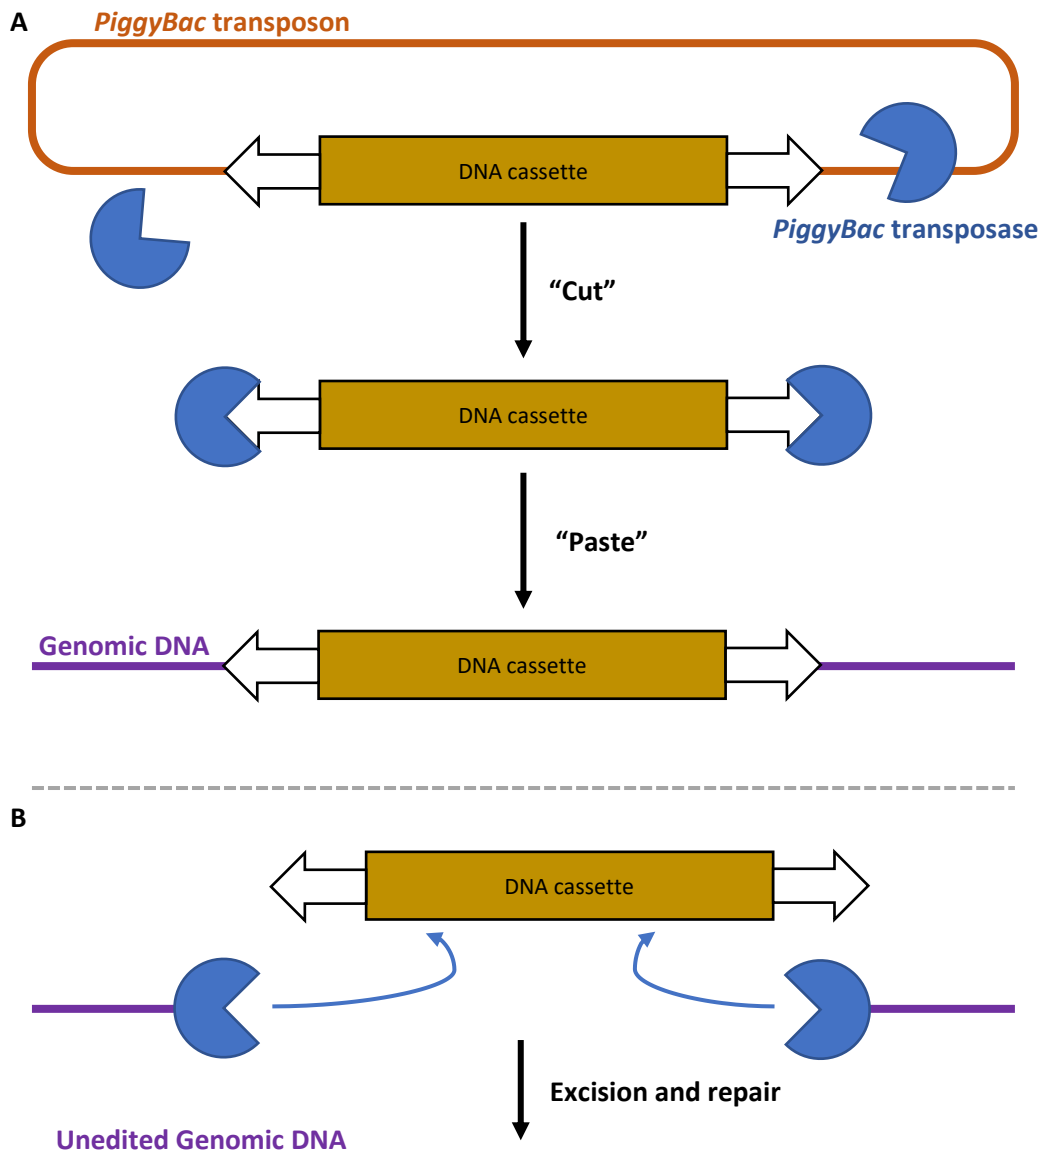 A
PiggyBac transposon
DNA cassette
PiggyBac transposase
“Cut”
DNA cassette
“Paste”
Genomic DNA
DNA cassette
B
DNA cassette
Excision and repair
Unedited Genomic DNA